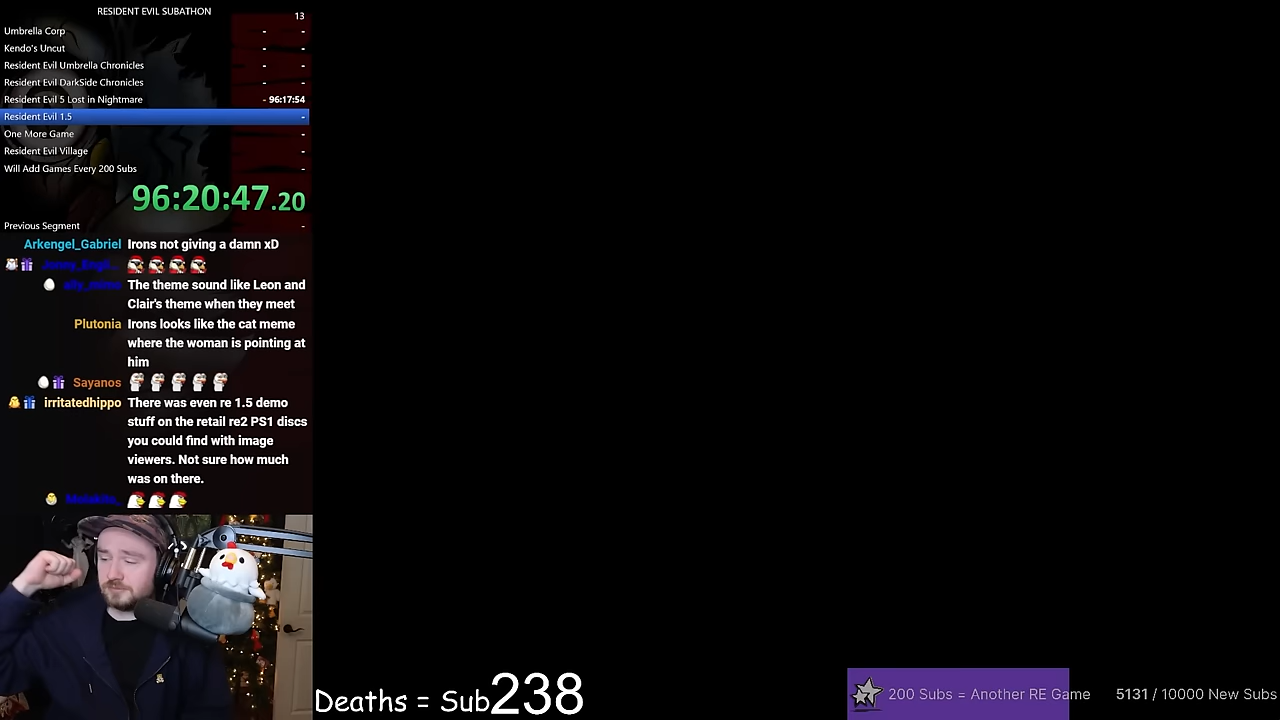 RESIDENT EVIL SUBATHON
13
Umbrella Corp - -
Kendo's Uncut - -
Resident Evil Umbrella Chronicles - -
Resident Evil DarkSide Chronicles - -
Resident Evil 5 Lost in Nightmare - 96:17:54
Resident Evil 1.5 -
One More Game -
Resident Evil Village -
Will Add Games Every 200 Subs -
96:20:47.20
Previous Segment -
Arkengel_Gabriel Irons not giving a damn xD
The theme sound like Leon and
Clair's theme when they meet
Plutonia Irons looks like the cat meme
where the woman is pointing at
him
Sayanos
irritatedhippo There was even re 1.5 demo
stuff on the retail re2 PS1 discs
you could find with image
viewers. Not sure how much
was on there.
Deaths = Sub 238
200 Subs = Another RE Game 5131 / 10000 New Subs